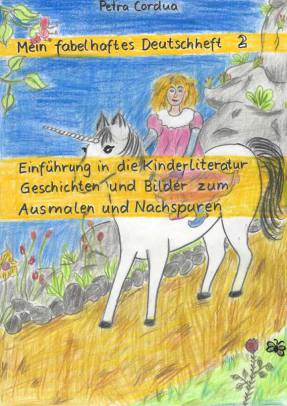 Petra Cordua
Mein fabelhaftes Deutschheft 2
Einführung in die Kinderliteratur
Geschichten und Bilder zum
Ausmalen und Nachspuren